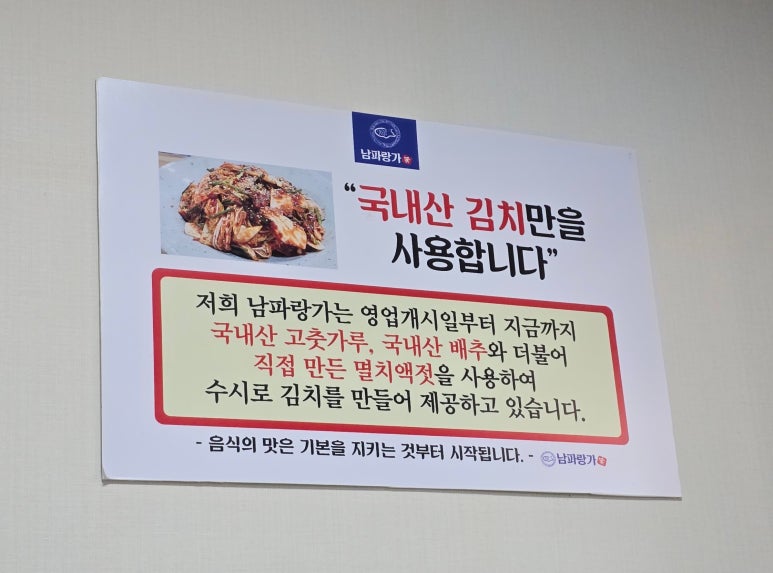 남파랑가
“국내산 김치만을
사용합니다”
저희 남파랑가는 영업개시일부터 지금까지
국내산 고춧가루, 국내산 배추와 더불어
직접 만든 멸치액젓을 사용하여
수시로 김치를 만들어 제공하고 있습니다.
- 음식의 맛은 기본을 지키는 것부터 시작됩니다. - 남파랑가